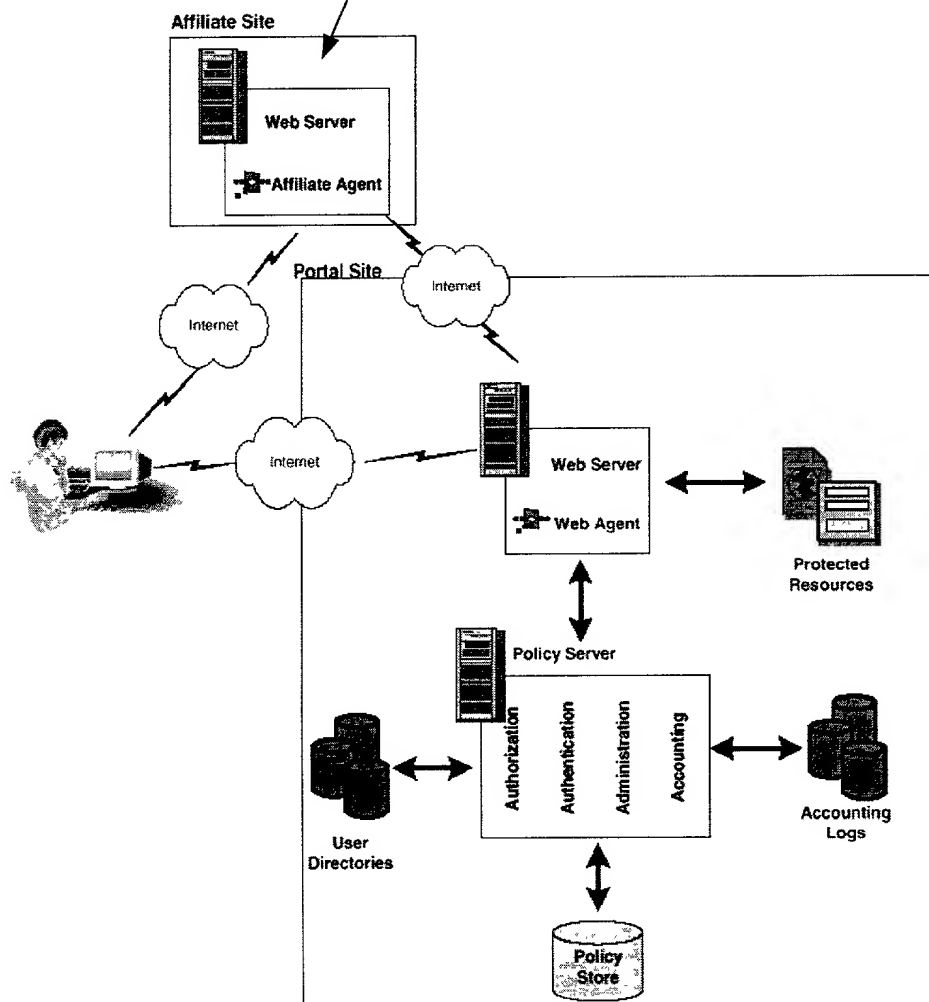 Affiliate Site
Web Server
Affiliate Agent
Portal Site
Internet
Internet
Internet
Web Server
Web Agent
Protected
Resources
Policy Server
Authorization
Authentication
Administration
Accounting
User
Directories
Accounting
Logs
Policy
Store